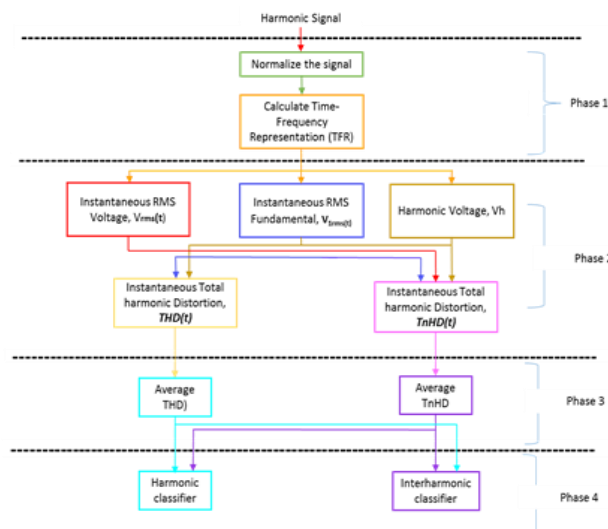 Harmonic Signal
Normalize the signal
Phase 1
Calculate Time-
Frequency
Representation (TFR)
Instantaneous RMS
Voltage, Vrms(t)
Instantaneous RMS
Fundamental, V1rms(t)
Harmonic Voltage, Vh
Phase 2
Instantaneous Total
harmonic Distortion,
THD(t)
Instantaneous Total
harmonic Distortion,
TnHD(t)
Average
THD)
Average
TnHD
Phase 3
Harmonic
classifier
Interharmonic
classifier
Phase 4